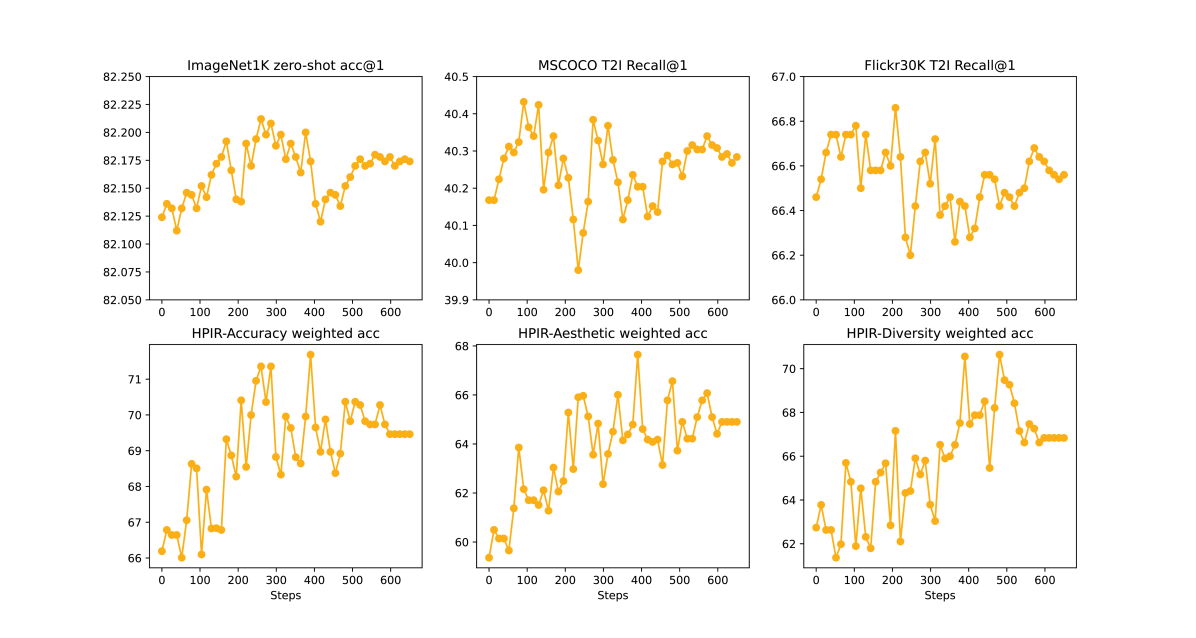 ImageNet1K zero-shot acc@1
82.250
82.225
82.200
82.175
82.150
82.125
82.100
82.075
82.050
0 100 200 300 400 500 600
MSCOCO T2I Recall@1
40.5
40.4
40.3
40.2
40.1
40.0
39.9
0 100 200 300 400 500 600
Flickr30K T2I Recall@1
67.0
66.8
66.6
66.4
66.2
66.0
0 100 200 300 400 500 600
HPIR-Accuracy weighted acc
71
70
69
68
67
66
0 100 200 300 400 500 600
Steps
HPIR-Aesthetic weighted acc
68
66
64
62
60
0 100 200 300 400 500 600
Steps
HPIR-Diversity weighted acc
70
68
66
64
62
0 100 200 300 400 500 600
Steps